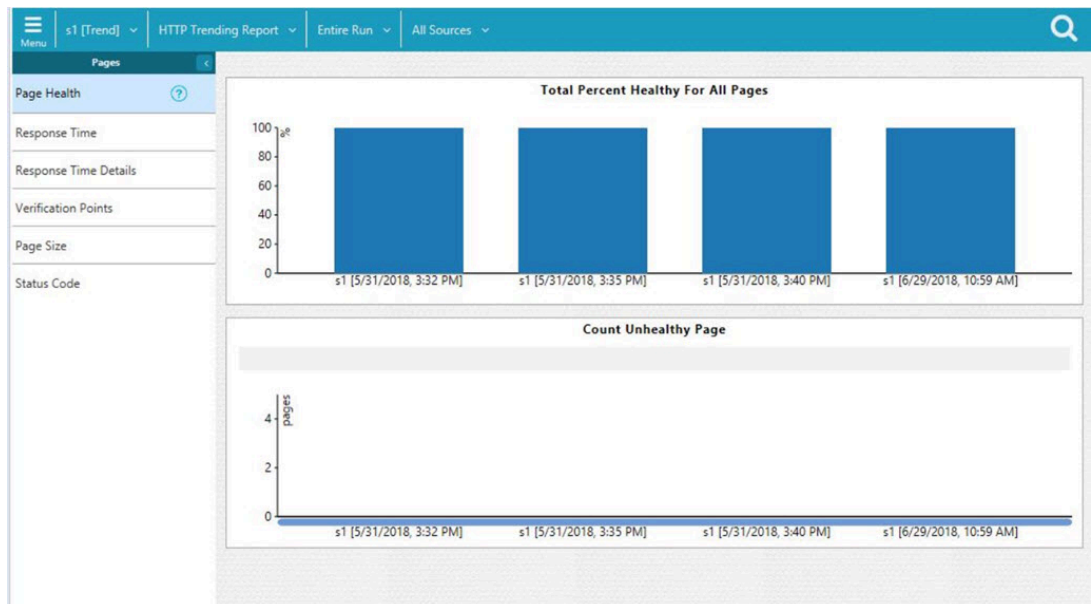 Menu
s1 [Trend]
HTTP Trending Report
Entire Run
All Sources
Pages
Page Health ?
Response Time
Response Time Details
Verification Points
Page Size
Status Code
Total Percent Healthy For All Pages
%
100
80
60
40
20
0
s1 [5/31/2018, 3:32 PM] s1 [5/31/2018, 3:35 PM] s1 [5/31/2018, 3:40 PM] s1 [6/29/2018, 10:59 AM]
Count Unhealthy Page
pages
4
2
0
s1 [5/31/2018, 3:32 PM] s1 [5/31/2018, 3:35 PM] s1 [5/31/2018, 3:40 PM] s1 [6/29/2018, 10:59 AM]